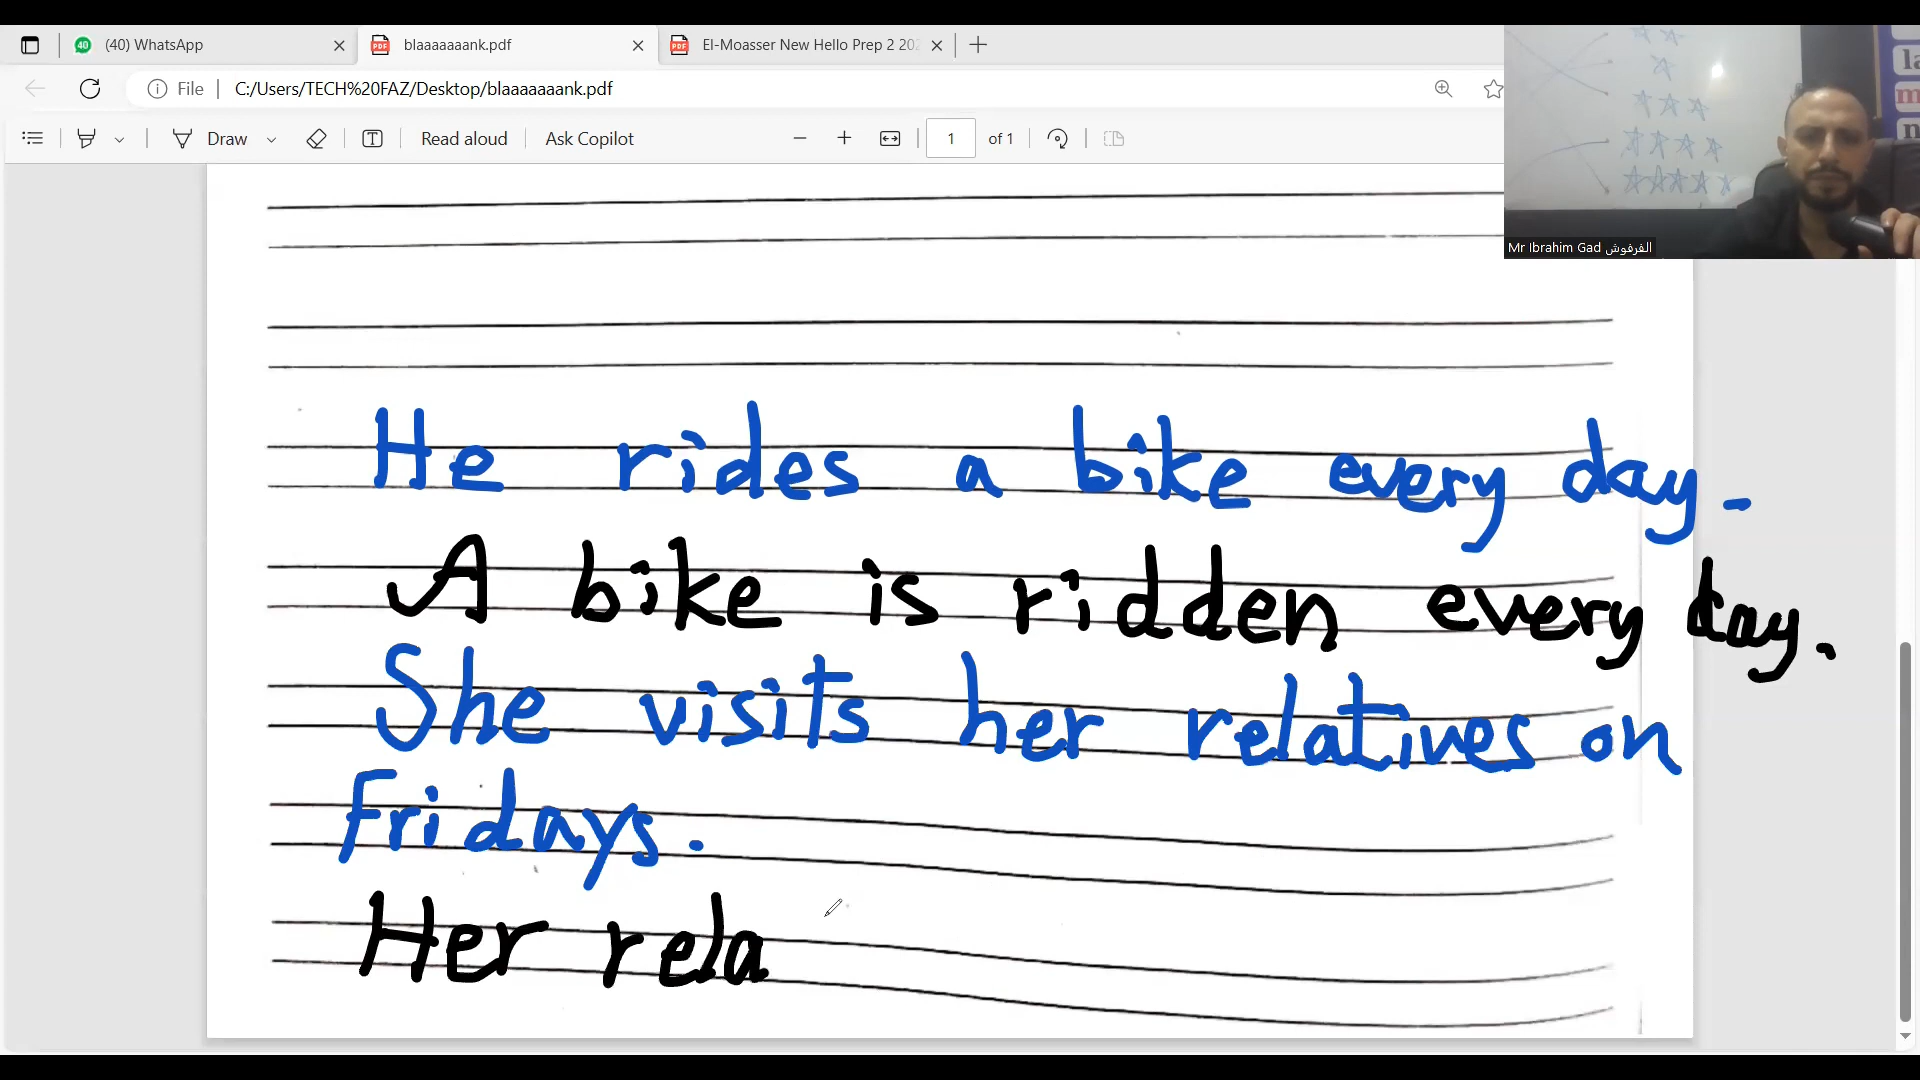 (40) WhatsApp
blaaaaaaank.pdf
El-Moasser New Hello Prep 2 202
File
C:/Users/TECH%20FAZ/Desktop/blaaaaaaank.pdf
Draw
Read aloud
Ask Copilot
1 of 1
Mr Ibrahim Gad الفرفوش
He rides a bike every day.
A bike is ridden every day.
She visits her relatives on
Fridays.
Her rela